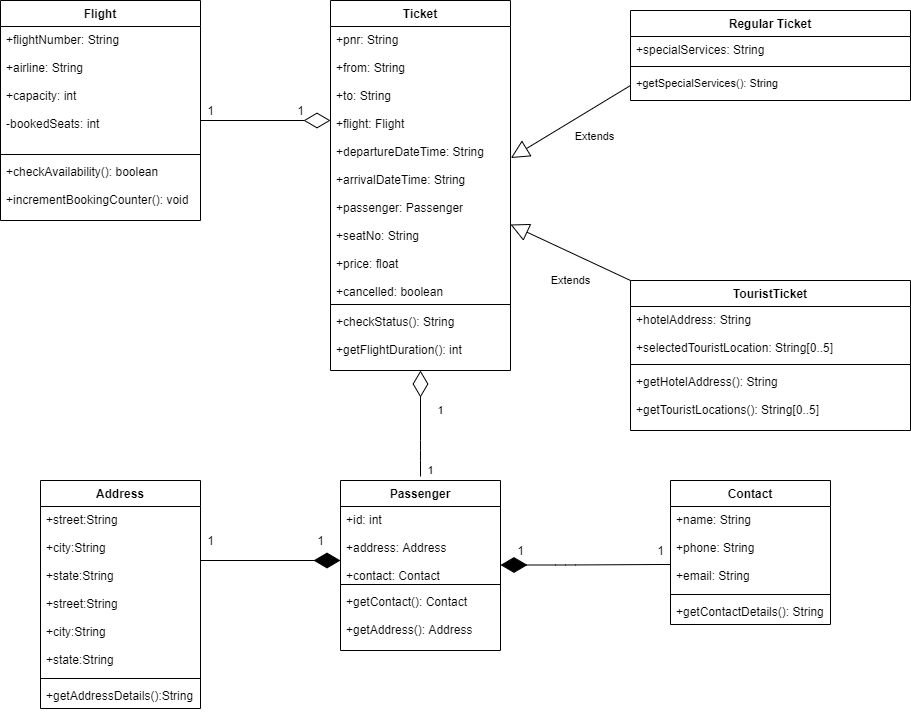 Flight
+flightNumber: String
+airline: String
+capacity: int
-bookedSeats: int
+checkAvailability(): boolean
+incrementBookingCounter(): void
1
1
Ticket
+pnr: String
+from: String
+to: String
+flight: Flight
+departureDateTime: String
+arrivalDateTime: String
+passenger: Passenger
+seatNo: String
+price: float
+cancelled: boolean
+checkStatus(): String
+getFlightDuration(): int
Regular Ticket
+specialServices: String
+getSpecialServices(): String
Extends
Extends
TouristTicket
+hotelAddress: String
+selectedTouristLocation: String[0..5]
+getHotelAddress(): String
+getTouristLocations(): String[0..5]
1
1
Address
+street:String
+city:String
+state:String
+street:String
+city:String
+state:String
+getAddressDetails():String
1
1
Passenger
+id: int
+address: Address
+contact: Contact
+getContact(): Contact
+getAddress(): Address
1
1
Contact
+name: String
+phone: String
+email: String
+getContactDetails(): String